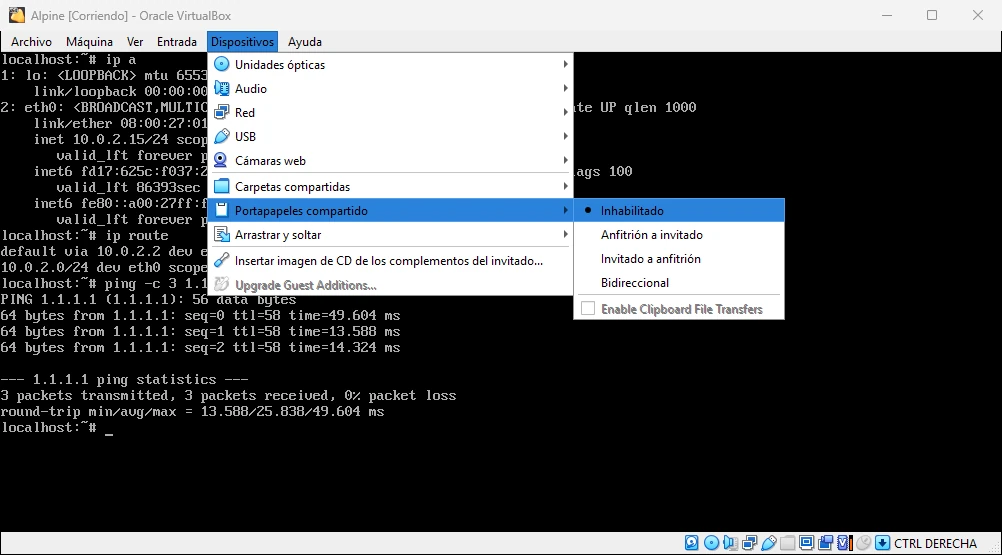 Alpine [Corriendo] - Oracle VirtualBox
Archivo Máquina Ver Entrada Dispositivos Ayuda
localhost:~# ip a
1: lo: <LOOPBACK> mtu 6553
link/loopback 00:00:00
2: eth0: <BROADCAST,MULTIC
te UP qlen 1000
link/ether 08:00:27:01
inet 10.0.2.15/24 scop
valid_lft forever p
inet6 fd17:625c:f037:2
lags 100
valid_lft 86393sec
inet6 fe80::a00:27ff:f
valid_lft forever p
localhost:~# ip route
default via 10.0.2.2 dev e
10.0.2.0/24 dev eth0 scope
localhost:~# ping -c 3 1.1
PING 1.1.1.1 (1.1.1.1): 56 data bytes
64 bytes from 1.1.1.1: seq=0 ttl=58 time=49.604 ms
64 bytes from 1.1.1.1: seq=1 ttl=58 time=13.588 ms
64 bytes from 1.1.1.1: seq=2 ttl=58 time=14.324 ms
--- 1.1.1.1 ping statistics ---
3 packets transmitted, 3 packets received, 0% packet loss
round-trip min/avg/max = 13.588/25.838/49.604 ms
localhost:~# _
Unidades ópticas
Audio
Red
USB
Cámaras web
Carpetas compartidas
Portapapeles compartido
Arrastrar y soltar
Insertar imagen de CD de los complementos del invitado...
Upgrade Guest Additions...
Inhabilitado
Anfitrión a invitado
Invitado a anfitrión
Bidireccional
Enable Clipboard File Transfers
CTRL DERECHA